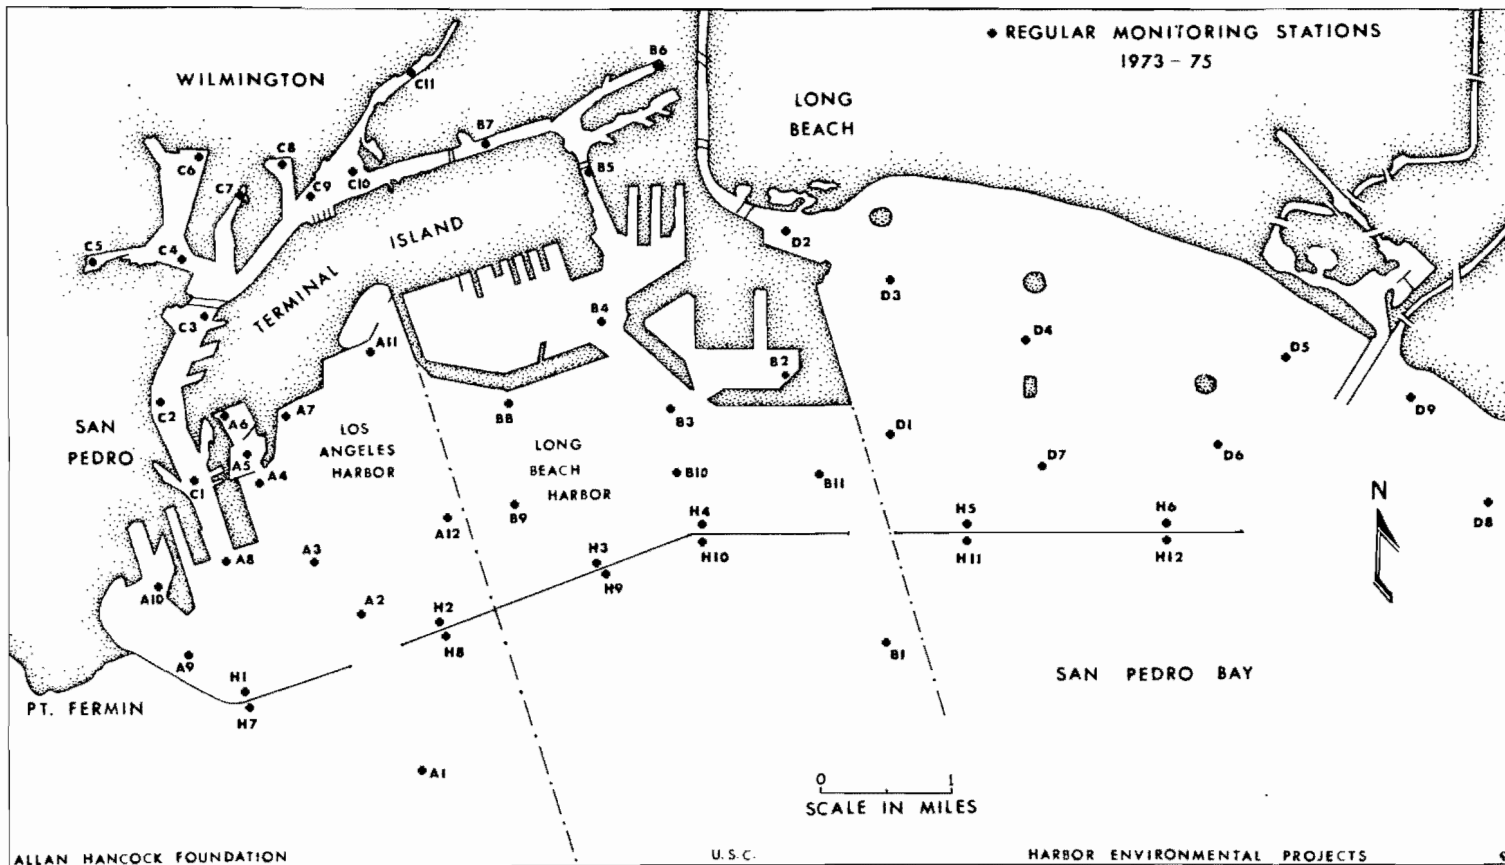 REGULAR MONITORING STATIONS
1973 - 75
WILMINGTON
LONG
BEACH
B6
C11
B7
C8
C6
C10
B5
C7
C9
ISLAND
C5
C4
D2
D3
TERMINAL
C3
B4
D4
A11
D5
B2
C2
A6
A7
B8
B3
D9
SAN
PEDRO
LOS
ANGELES
HARBOR
LONG
BEACH
HARBOR
D1
D6
A5
A4
C1
B10
B11
D7
N
B9
A12
H4
H5
H6
D8
H10
H11
H12
A8
A3
H3
H9
A10
A2
H2
H8
B1
A9
H1
H7
SAN PEDRO BAY
PT. FERMIN
A1
0 1
SCALE IN MILES
ALLAN HANCOCK FOUNDATION
U.S.C.
HARBOR ENVIRONMENTAL PROJECTS